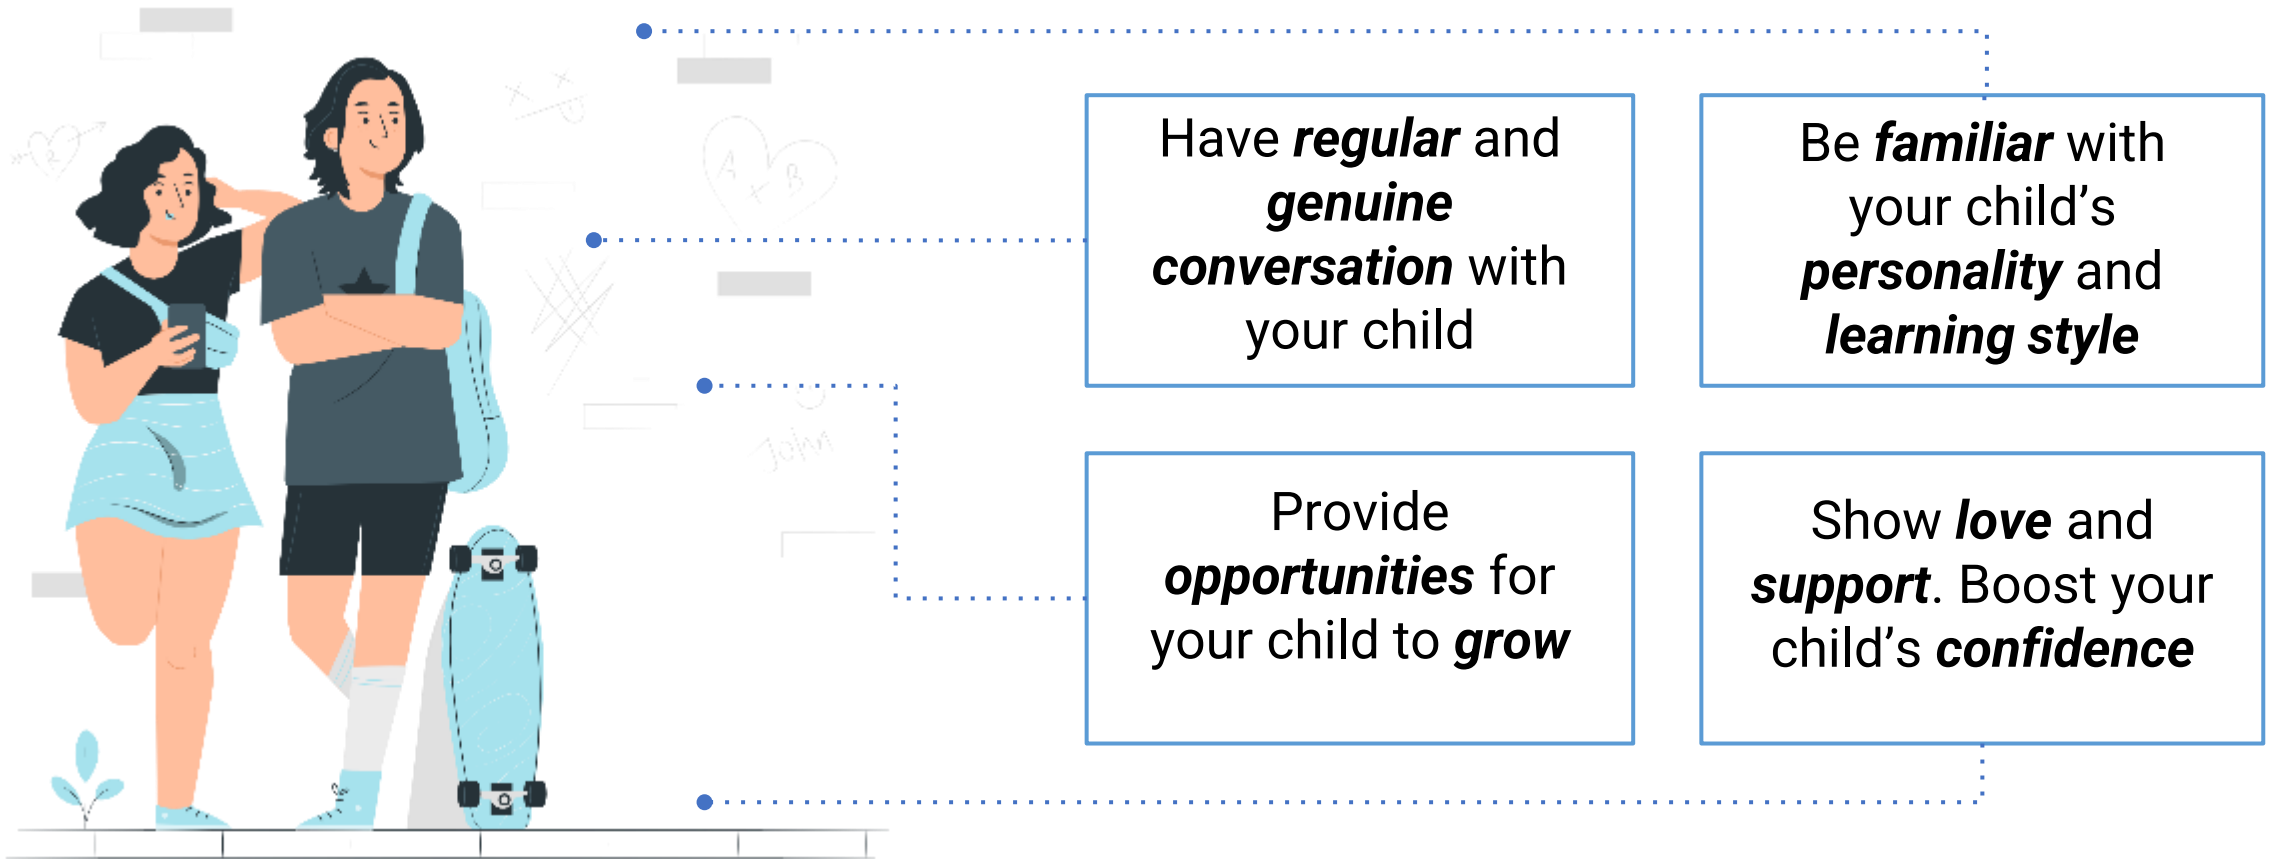 Have regular and
genuine
conversation with
your child
Be familiar with
your child’s
personality and
learning style
Provide
opportunities for
your child to grow
Show love and
support. Boost your
child’s confidence
R
A + B
John